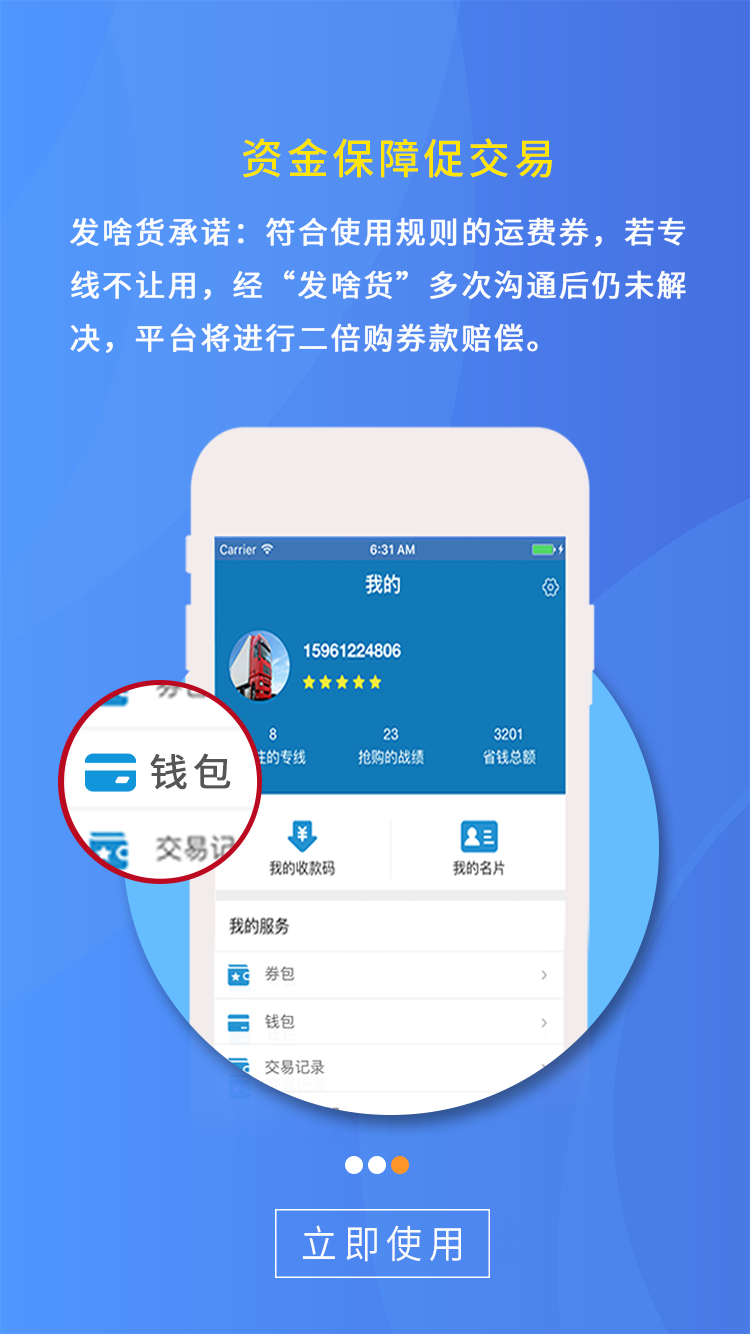 资金保障促交易
发啥货承诺：符合使用规则的运费券，若专
线不让用，经“发啥货”多次沟通后仍未解
决，平台将进行二倍购券款赔偿。
Carrier 6:31 AM
我的
15961224806
8 23 3201
的专线 抢购的战绩 省钱总额
券包
钱包
交易记
我的收款码 我的名片
我的服务
券包
钱包
交易记录
立即使用